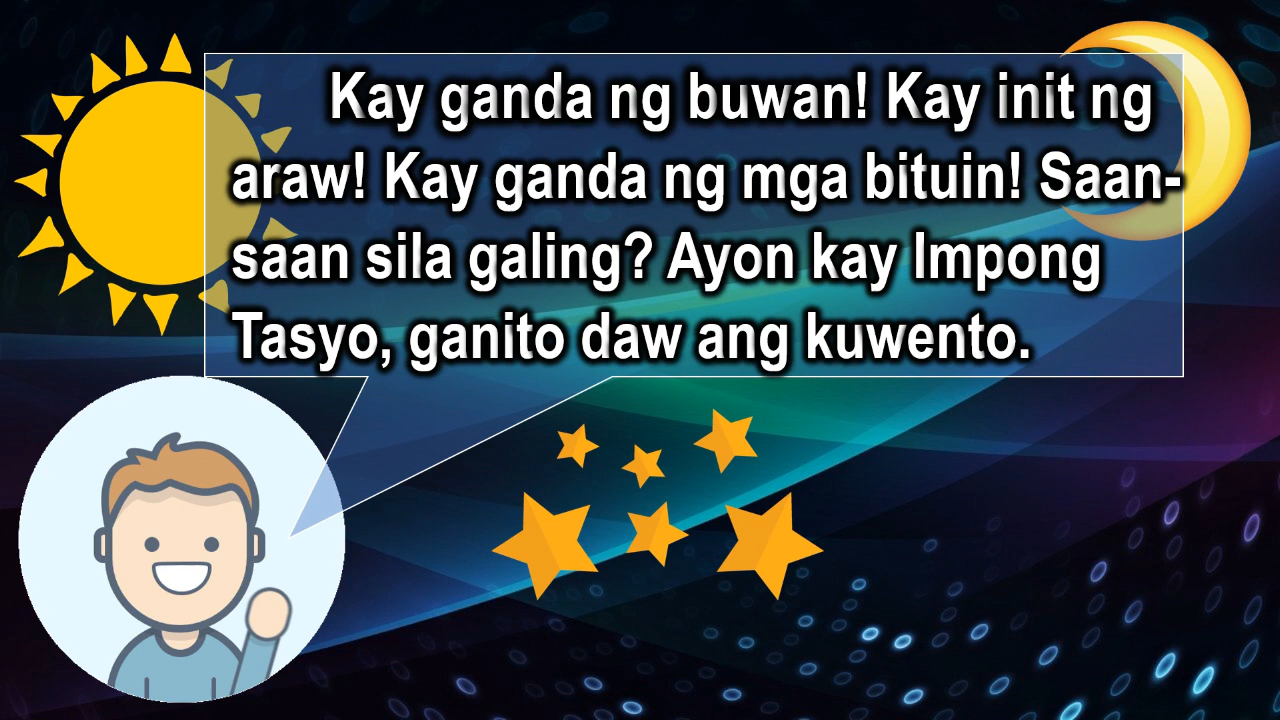 Kay ganda ng buwan! Kay init ng
araw! Kay ganda ng mga bituin! Saan-
saan sila galing? Ayon kay Impong
Tasyo, ganito daw ang kuwento.